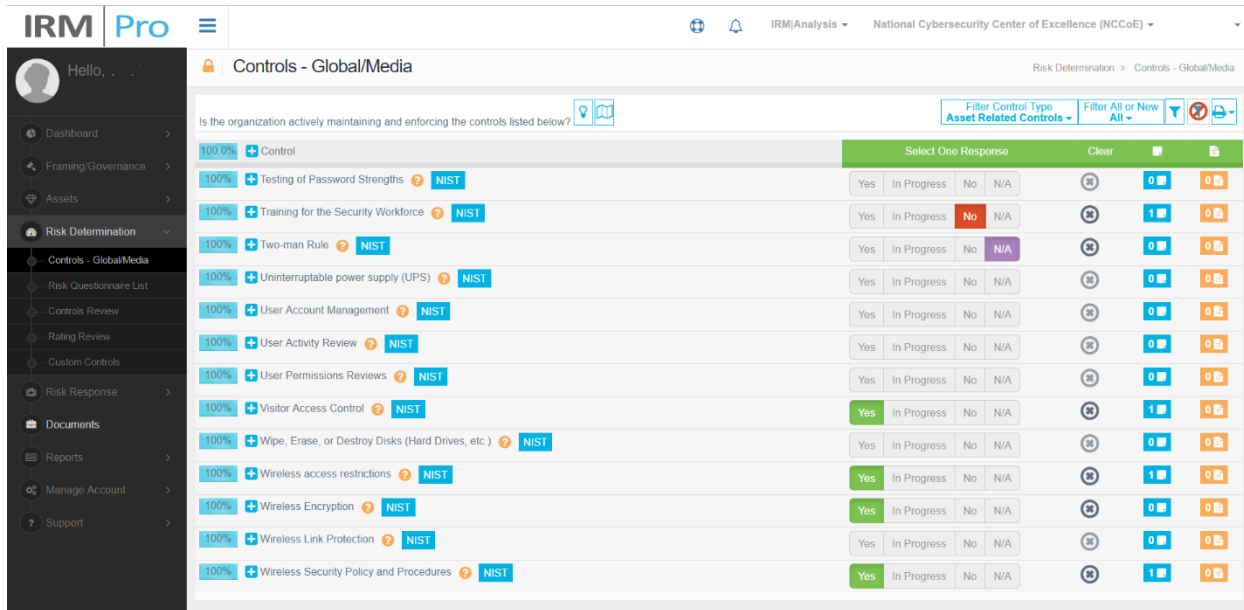 IRM Pro
IRM|Analysis National Cybersecurity Center of Excellence (NCCoE)
Hello,
Controls - Global/Media
Risk Determination > Controls - Global/Media
Is the organization actively maintaining and enforcing the controls listed below?
Filter Control Type
Asset Related Controls
Filter All or New
All
Dashboard
Framing/Governance
Assets
Risk Determination
Controls - Global/Media
Risk Questionnaire List
Controls Review
Rating Review
Custom Controls
Risk Response
Documents
Reports
Manage Account
Support
100.0% Control Select One Response Clear
100% Testing of Password Strengths ? NIST Yes In Progress No N/A 0 0
100% Training for the Security Workforce ? NIST Yes In Progress No N/A 1 0
100% Two-man Rule ? NIST Yes In Progress No N/A 0 0
100% Uninterruptable power supply (UPS) ? NIST Yes In Progress No N/A 0 0
100% User Account Management ? NIST Yes In Progress No N/A 0 0
100% User Activity Review ? NIST Yes In Progress No N/A 0 0
100% User Permissions Reviews ? NIST Yes In Progress No N/A 0 0
100% Visitor Access Control ? NIST Yes In Progress No N/A 1 0
100% Wipe, Erase, or Destroy Disks (Hard Drives, etc.) ? NIST Yes In Progress No N/A 0 0
100% Wireless access restrictions ? NIST Yes In Progress No N/A 1 0
100% Wireless Encryption ? NIST Yes In Progress No N/A 0 0
100% Wireless Link Protection ? NIST Yes In Progress No N/A 0 0
100% Wireless Security Policy and Procedures ? NIST Yes In Progress No N/A 1 0